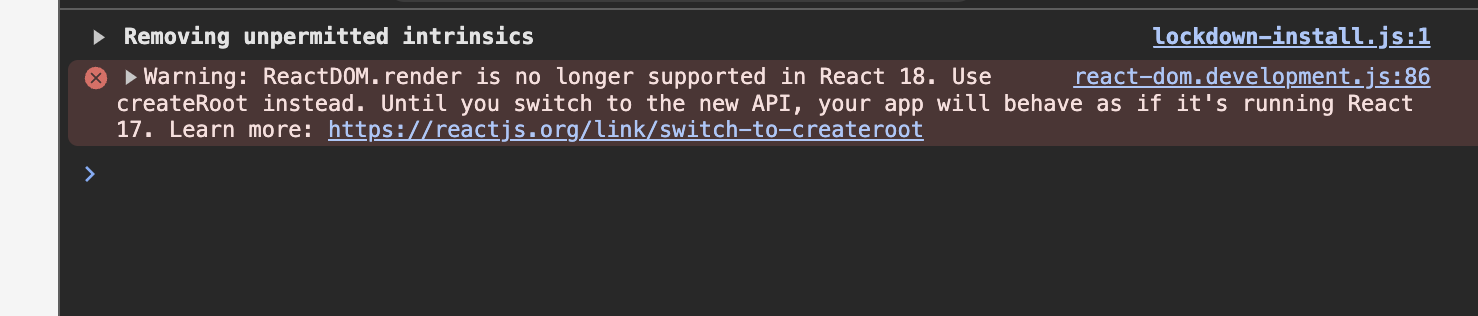 Removing unpermitted intrinsics lockdown-install.js:1
Warning: ReactDOM.render is no longer supported in React 18. Use react-dom.development.js:86
createRoot instead. Until you switch to the new API, your app will behave as if it's running React
17. Learn more: https://reactjs.org/link/switch-to-createroot